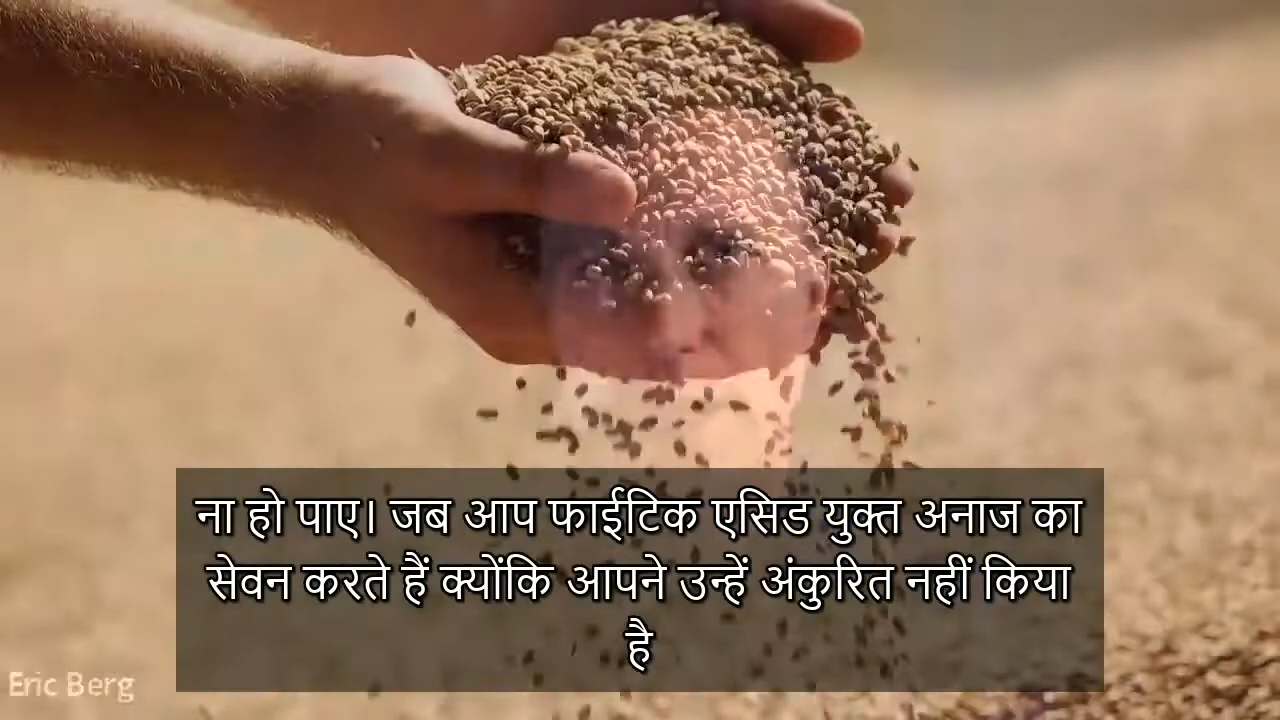 ना हो पाए। जब आप फाईटिक एसिड युक्त अनाज का
सेवन करते हैं क्योंकि आपने उन्हें अंकुरित नहीं किया
है
Eric Berg